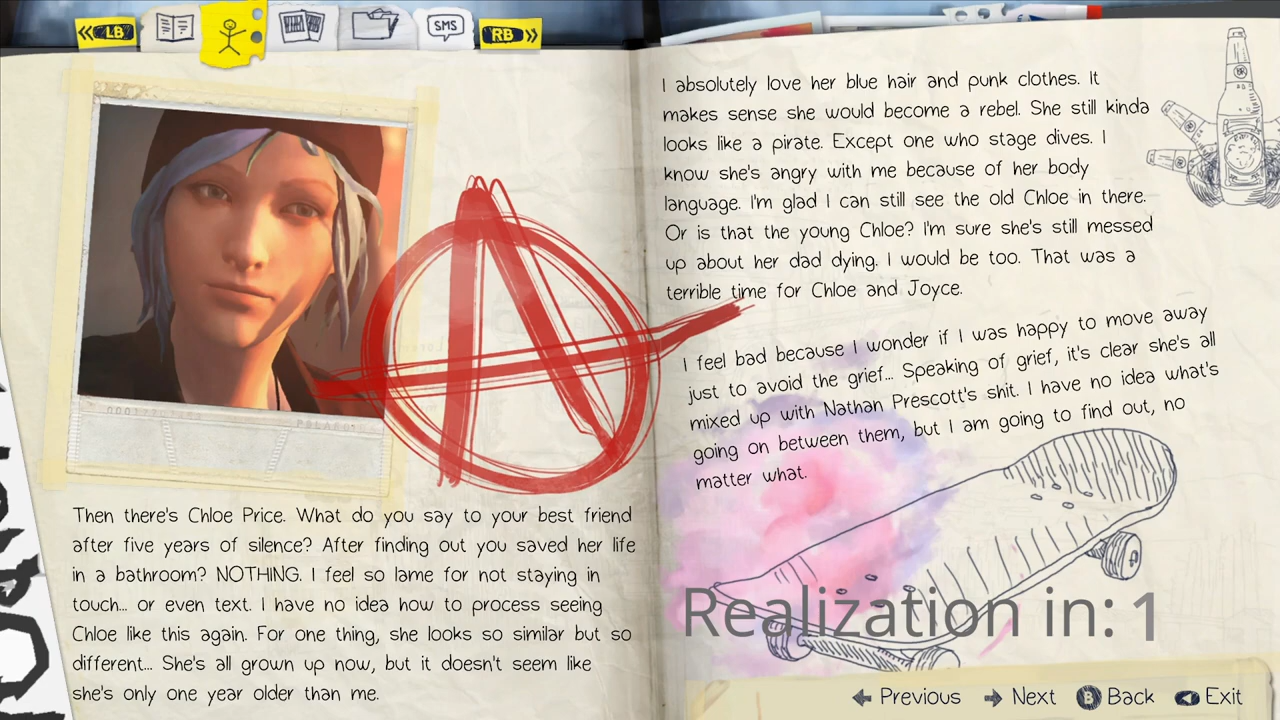 LB
SMS
RB
Then there's Chloe Price. What do you say to your best friend
after five years of silence? After finding out you saved her life
in a bathroom? NOTHING. I feel so lame for not staying in
touch... or even text. I have no idea how to process seeing
Chloe like this again. For one thing, she looks so similar but so
different... She's all grown up now, but it doesn't seem like
she's only one year older than me.
I absolutely love her blue hair and punk clothes. It
makes sense she would become a rebel. She still kinda
looks like a pirate. Except one who stage dives. I
know she's angry with me because of her body
language. I'm glad I can still see the old Chloe in there.
Or is that the young Chloe? I'm sure she's still messed
up about her dad dying. I would be too. That was a
terrible time for Chloe and Joyce.
I feel bad because I wonder if I was happy to move away
just to avoid the grief... Speaking of grief, it's clear she's all
mixed up with Nathan Prescott's shit. I have no idea what's
going on between them, but I am going to find out, no
matter what.
Realization in: 1
Previous Next B Back Exit